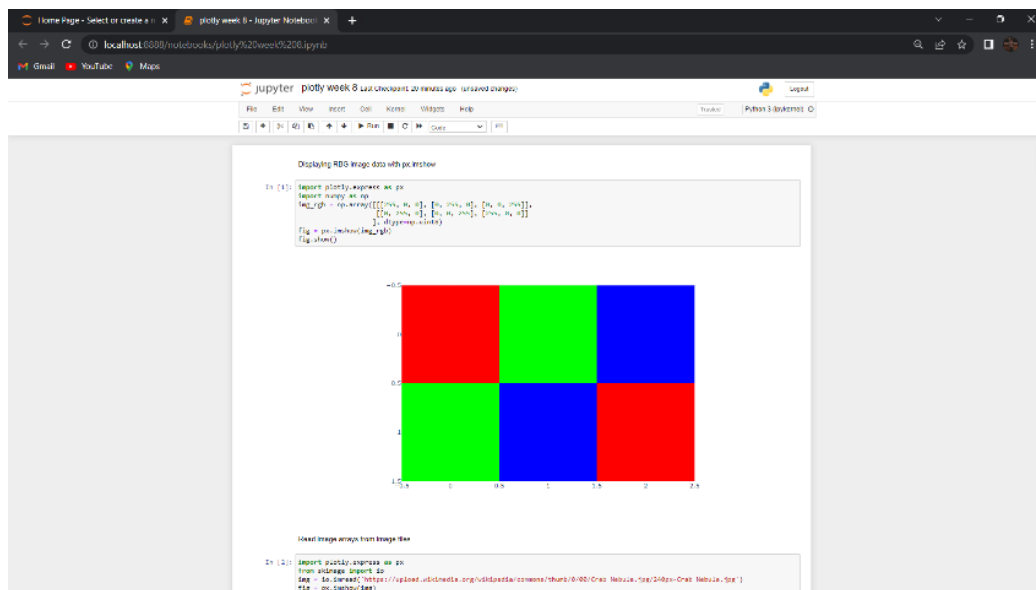 Home Page - Select or create a n
plotly week 8 - Jupyter Noteboo
localhost:8888/notebooks/plotly%20week%208.ipynb
Gmail YouTube Maps
jupyter plotly week 8 Last Checkpoint: 20 minutes ago (unsaved changes)
Logout
File Edit View Insert Cell Kernel Widgets Help
Trusted
Python 3 (ipykernel)
Run
Code
Displaying RBG image data with px.imshow
In [1]: import plotly.express as px
import numpy as np
img_rgb = np.array([[[255, 0, 0], [0, 255, 0], [0, 0, 255]],
[[0, 255, 0], [0, 0, 255], [255, 0, 0]]
], dtype=np.uint8)
fig = px.imshow(img_rgb)
fig.show()
−0.5
0
0.5
1
1.5
−0.5 0 0.5 1 1.5 2 2.5
Read image arrays from image files
In [2]: import plotly.express as px
from skimage import io
img = io.imread('https://upload.wikimedia.org/wikipedia/commons/thumb/0/00/Crab_Nebula.jpg/240px-Crab_Nebula.jpg')
fig = px.imshow(img)